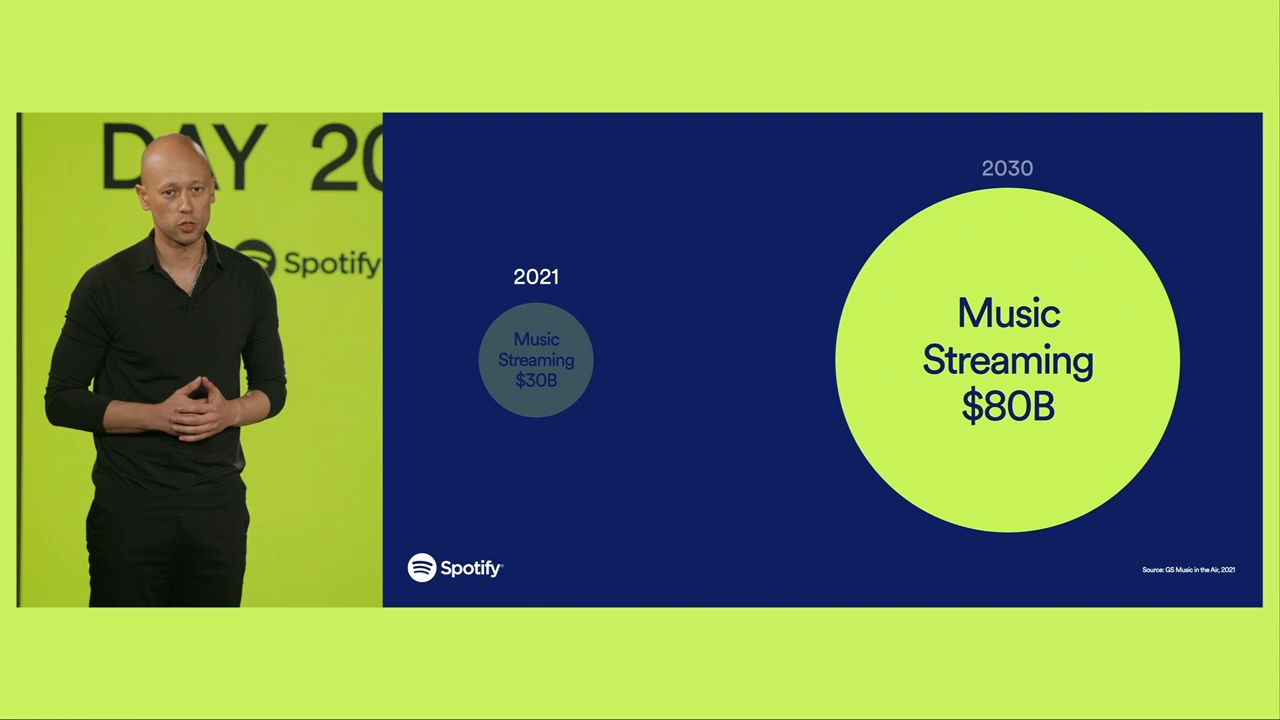 DAY 20
Spotify
2021
Music
Streaming
$30B
2030
Music
Streaming
$80B
Spotify®
Source: GS Music in the Air, 2021